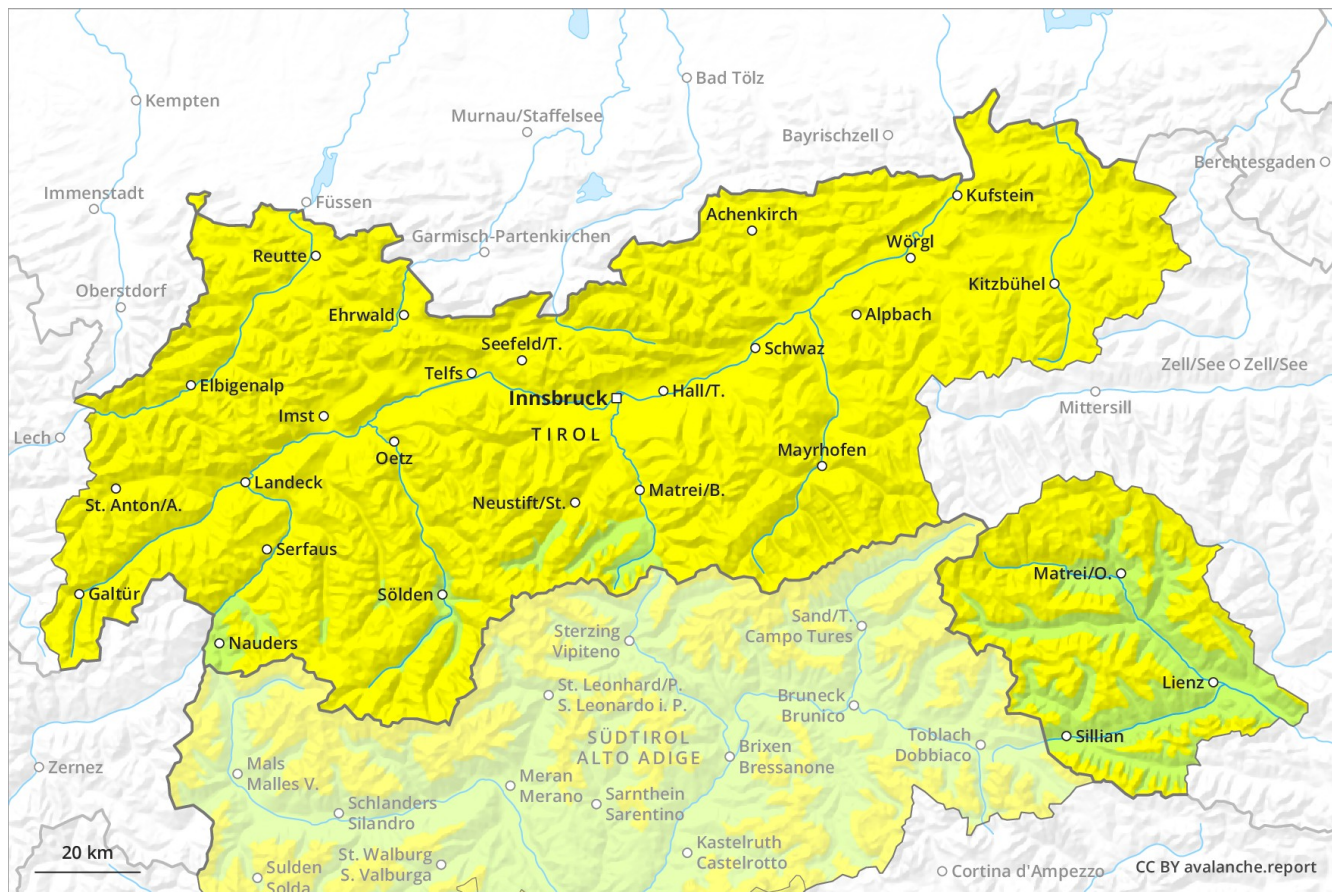 Kempten
Bad Tölz
Murnau/Staffelsee
Bayrischzell
Berchtesgaden
Immenstadt
Füssen
Kufstein
Achenkirch
Garmisch-Partenkirchen
Wörgl
Reutte
Oberstdorf
Kitzbühel
Ehrwald
Alpbach
Seefeld/T.
Schwaz
Telfs
Zell/See
Zell/See
Elbigenalp
Hall/T.
Innsbruck
Mittersill
Imst
TIROL
Lech
Oetz
Mayrhofen
Landeck
Matrei/B.
St. Anton/A.
Neustift/St.
Serfaus
Matrei/O.
Galtür
Sölden
Sand/T.
Campo Tures
Sterzing
Vipiteno
Nauders
Lienz
St. Leonhard/P.
S. Leonardo i. P.
Bruneck
Brunico
Sillian
Toblach
Dobbiaco
SÜDTIROL
ALTO ADIGE
Brixen
Bressanone
Zernez
Mals
Malles V.
Meran
Merano
Sarnthein
Sarentino
Schlanders
Silandro
Kastelruth
Castelrotto
20 km
St. Walburg
S. Valburga
Sulden
Solda
Cortina d'Ampezzo
CC BY avalanche.report